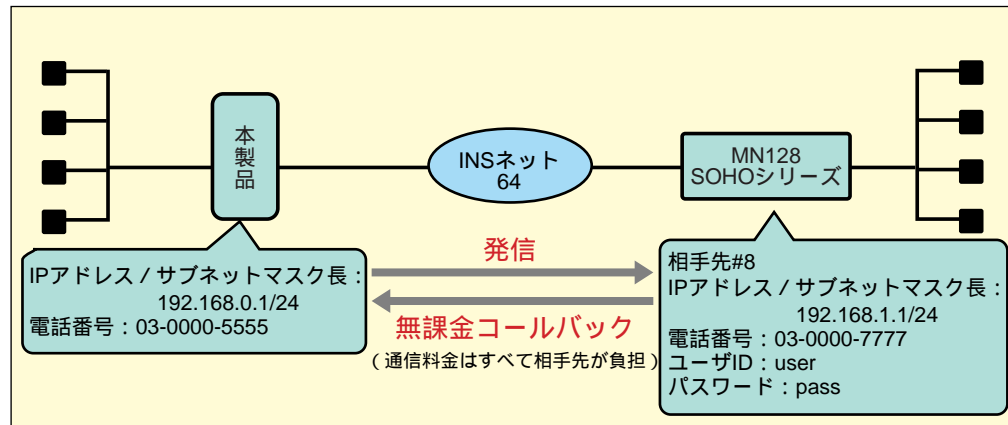 本製品
INSネット
64
MN128
SOHOシリーズ
IPアドレス / サブネットマスク長：
192.168.0.1/24
電話番号：03-0000-5555
発信
無課金コールバック
（通信料金はすべて相手先が負担）
相手先#8
IPアドレス / サブネットマスク長：
192.168.1.1/24
電話番号：03-0000-7777
ユーザID：user
パスワード：pass